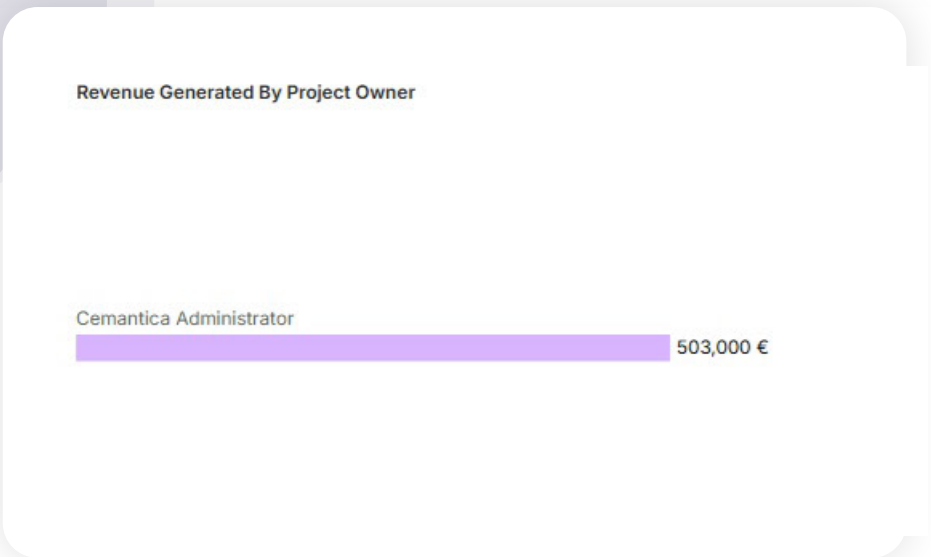 Revenue Generated By Project Owner
Cemantica Administrator
503,000 €